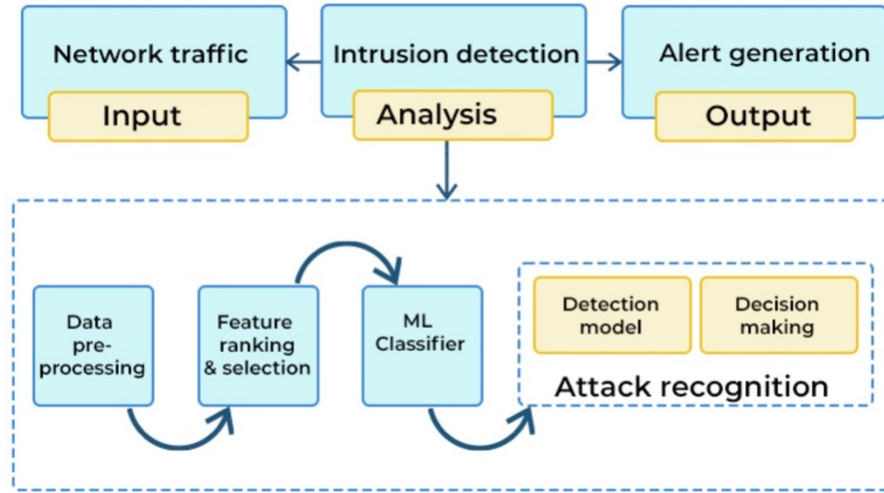 Network traffic
Input
Intrusion detection
Analysis
Alert generation
Output
Data
pre-
processing
Feature
ranking
& selection
ML
Classifier
Detection
model
Decision
making
Attack recognition